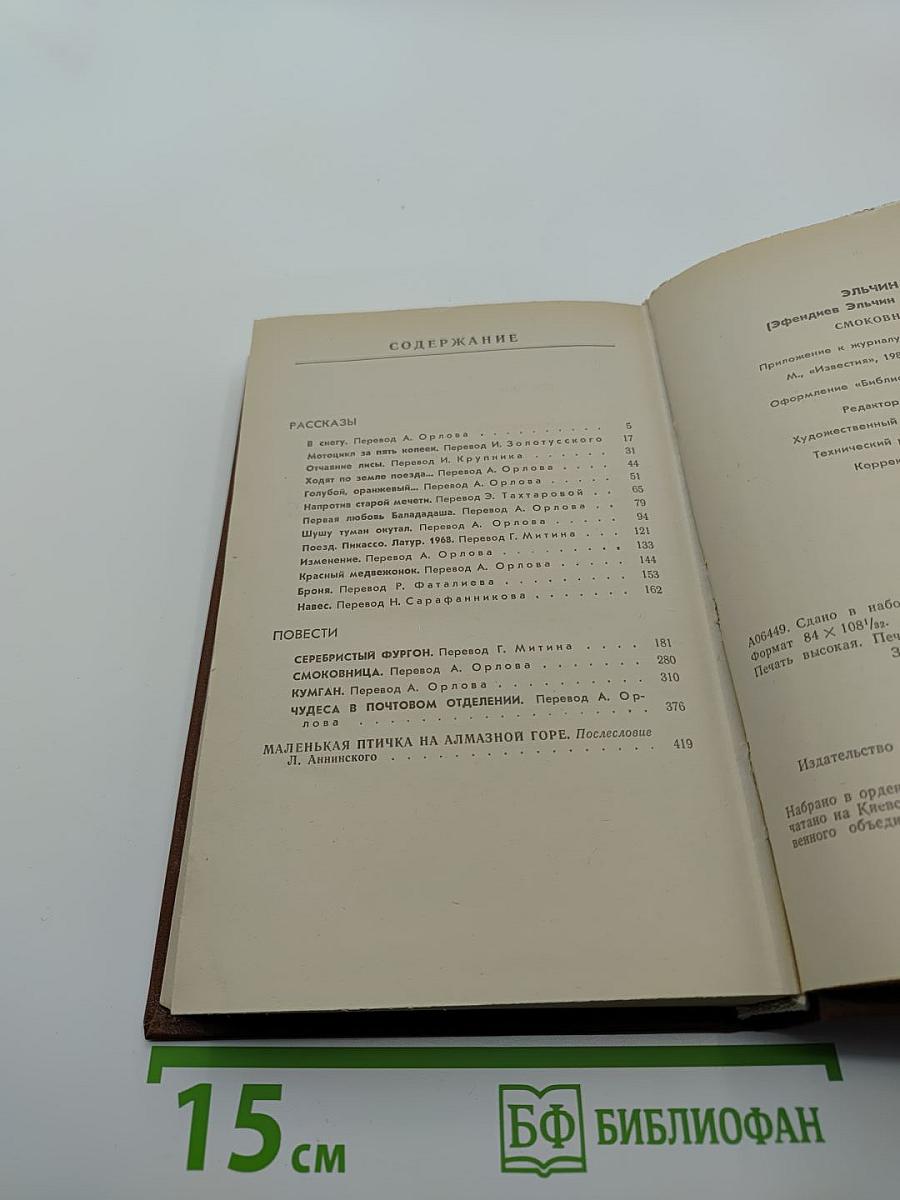 СОДЕРЖАНИЕ
РАССКАЗЫ
В снегу. Перевод А. Орлова . . . . . . . . . . 5
Мотоцикл за пять копеек. Перевод И. Золотусского 17
Отчаяние лисы. Перевод И. Крупника . . . . . . 31
Ходят по земле поезда... Перевод А. Орлова . . . . 44
Голубой, оранжевый... Перевод А. Орлова . . . . . 51
Напротив старой мечети. Перевод Э. Тахтаровой . . 65
Первая любовь Балададаша. Перевод А. Орлова . . 79
Шушу туман окутал. Перевод А. Орлова . . . . . 94
Поезд. Пикассо. Латур. 1968. Перевод Г. Митина . . . 121
Изменение. Перевод А. Орлова . . . . . . . . . 133
Красный медвежонок. Перевод А. Орлова . . . . . 144
Броня. Перевод Р. Фаталиева . . . . . . . . . 153
Навес. Перевод Н. Сарафанникова . . . . . . . 162
ПОВЕСТИ
СЕРЕБРИСТЫЙ ФУРГОН. Перевод Г. Митина . . . . 181
СМОКОВНИЦА. Перевод А. Орлова . . . . . . . 280
КУМГАН. Перевод А. Орлова . . . . . . . . . . 310
ЧУДЕСА В ПОЧТОВОМ ОТДЕЛЕНИИ. Перевод А. Ор-
лова . . . . . . . . . . . . . . . . . . 376
МАЛЕНЬКАЯ ПТИЧКА НА АЛМАЗНОЙ ГОРЕ. Послесловие
Л. Аннинского . . . . . . . . . . . . . . . . . 419
ЭЛЬЧИН
(Эфендиев Эльчин
СМОКОВН
Приложение к журналу
М., «Известия», 198
Оформление «Библио
Редактор
Художественный
Технический
Коррек
А06449. Сдано в набо
Формат 84 × 108 1/32.
Печать высокая. Печ
З
Издательство
Набрано в орден
чатано на Киевс
венного объеди
15 см
БФ БИБЛИОФАН